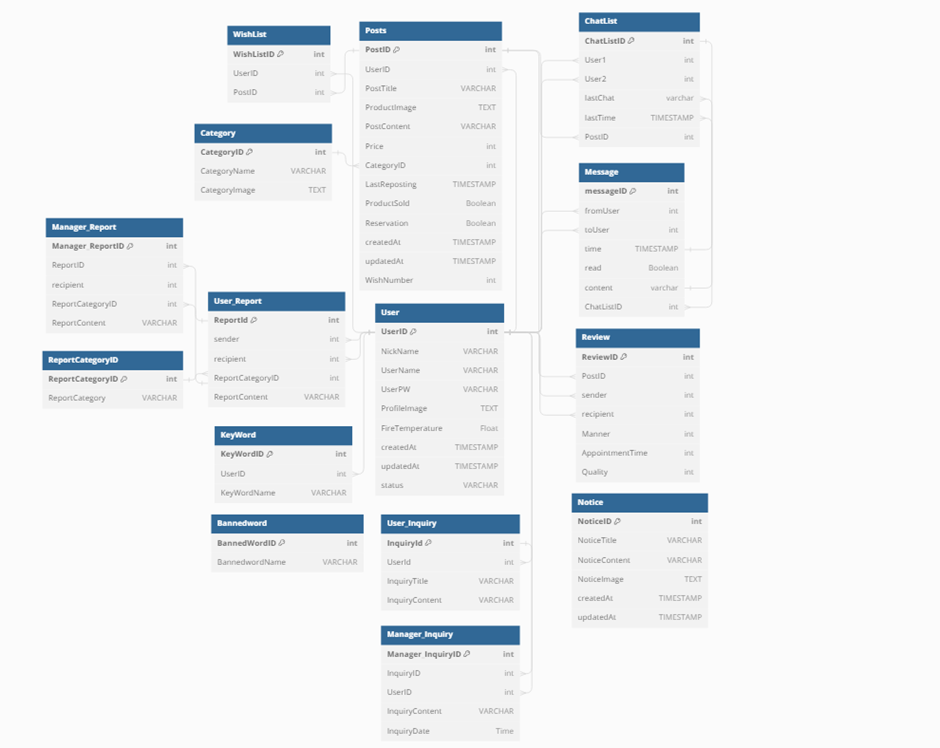 WishList
WishListID int
UserID int
PostID int
Posts
PostID int
UserID int
PostTitle VARCHAR
ProductImage TEXT
PostContent VARCHAR
Price int
CategoryID int
LastReposting TIMESTAMP
ProductSold Boolean
Reservation Boolean
createdAt TIMESTAMP
updatedAt TIMESTAMP
WishNumber int
ChatList
ChatListID int
User1 int
User2 int
lastChat varchar
lastTime TIMESTAMP
PostID int
Category
CategoryID int
CategoryName VARCHAR
CategoryImage TEXT
Message
messageID int
fromUser int
toUser int
time TIMESTAMP
read Boolean
content varchar
ChatListID int
Manager_Report
Manager_ReportID int
ReportID int
recipient int
ReportCategoryID int
ReportContent VARCHAR
User_Report
ReportId int
sender int
recipient int
ReportCategoryID int
ReportContent VARCHAR
User
UserID int
NickName VARCHAR
UserName VARCHAR
UserPW VARCHAR
ProfileImage TEXT
FireTemperature Float
createdAt TIMESTAMP
updatedAt TIMESTAMP
status VARCHAR
Review
ReviewID int
PostID int
sender int
recipient int
Manner int
AppointmentTime int
Quality int
ReportCategoryID
ReportCategoryID int
ReportCategory VARCHAR
KeyWord
KeyWordID int
UserID int
KeyWordName VARCHAR
Notice
NoticeID int
NoticeTitle VARCHAR
NoticeContent VARCHAR
NoticeImage TEXT
createdAt TIMESTAMP
updatedAt TIMESTAMP
Bannedword
BannedWordID int
BannedwordName VARCHAR
User_Inquiry
InquiryId int
UserId int
InquiryTitle VARCHAR
InquiryContent VARCHAR
Manager_Inquiry
Manager_InquiryID int
InquiryID int
UserID int
InquiryContent VARCHAR
InquiryDate Time